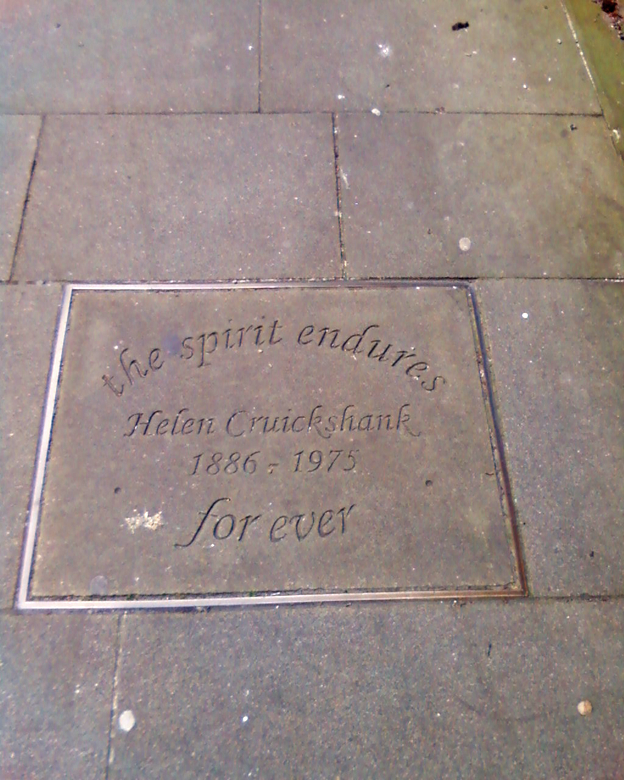 the spirit endures
Helen Cruickshank
1886 - 1975
for ever